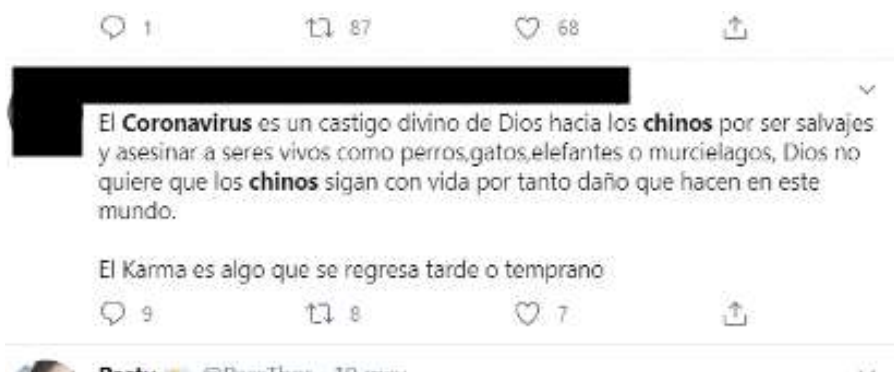 1 87 68
El Coronavirus es un castigo divino de Dios hacia los chinos por ser salvajes
y asesinar a seres vivos como perros,gatos,elefantes o murcielagos, Dios no
quiere que los chinos sigan con vida por tanto daño que hacen en este
mundo.
El Karma es algo que se regresa tarde o temprano
9 8 7